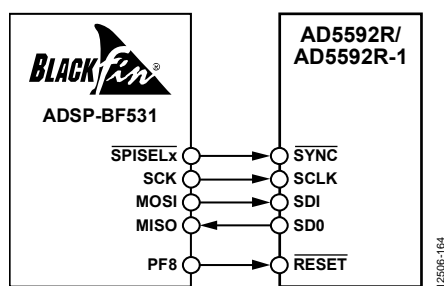 BLACKfin®
ADSP-BF531
SPISELx
SCK
MOSI
MISO
PF8
AD5592R/
AD5592R-1
SYNC
SCLK
SDI
SD0
RESET
12506-164